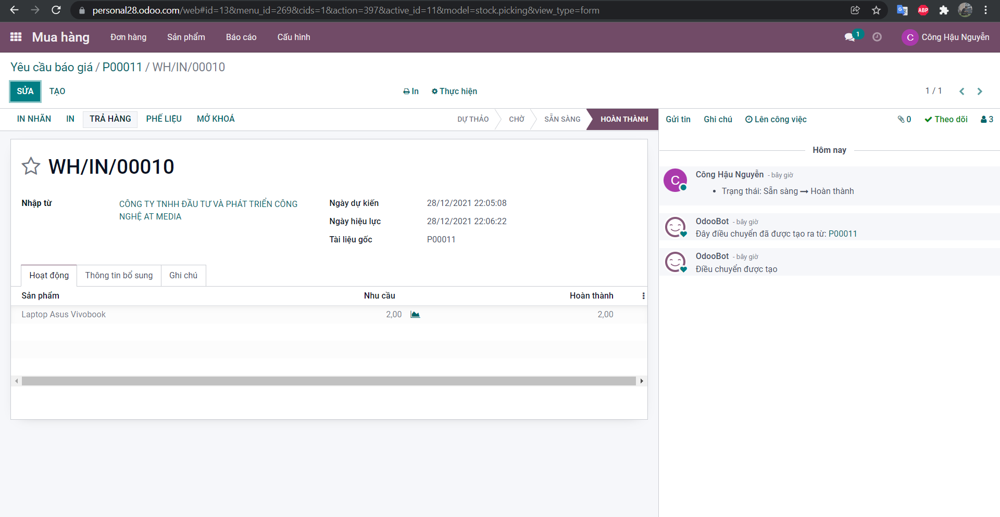 personal28.odoo.com/web#id=13&menu_id=269&cids=1&action=397&active_id=11&model=stock.picking&view_type=form
ABP
Mua hàng
Đơn hàng
Sản phẩm
Báo cáo
Cấu hình
1
C
Công Hậu Nguyễn
Yêu cầu báo giá / P00011 / WH/IN/00010
SỬA
TẠO
In
Thực hiện
1 / 1
IN NHÃN
IN
TRẢ HÀNG
PHẾ LIỆU
MỞ KHOÁ
DỰ THẢO
CHỜ
SẴN SÀNG
HOÀN THÀNH
Gửi tin
Ghi chú
Lên công việc
0
Theo dõi
3
WH/IN/00010
Nhập từ
CÔNG TY TNHH ĐẦU TƯ VÀ PHÁT TRIỂN CÔNG
NGHỆ AT MEDIA
Ngày dự kiến
28/12/2021 22:05:08
Ngày hiệu lực
28/12/2021 22:06:22
Tài liệu gốc
P00011
Hoạt động
Thông tin bổ sung
Ghi chú
Sản phẩm
Nhu cầu
Hoàn thành
Laptop Asus Vivobook
2,00
2,00
Hôm nay
C
Công Hậu Nguyễn - bây giờ
• Trạng thái: Sẵn sàng → Hoàn thành
OdooBot - bây giờ
Đây điều chuyển đã được tạo ra từ: P00011
OdooBot - bây giờ
Điều chuyển được tạo